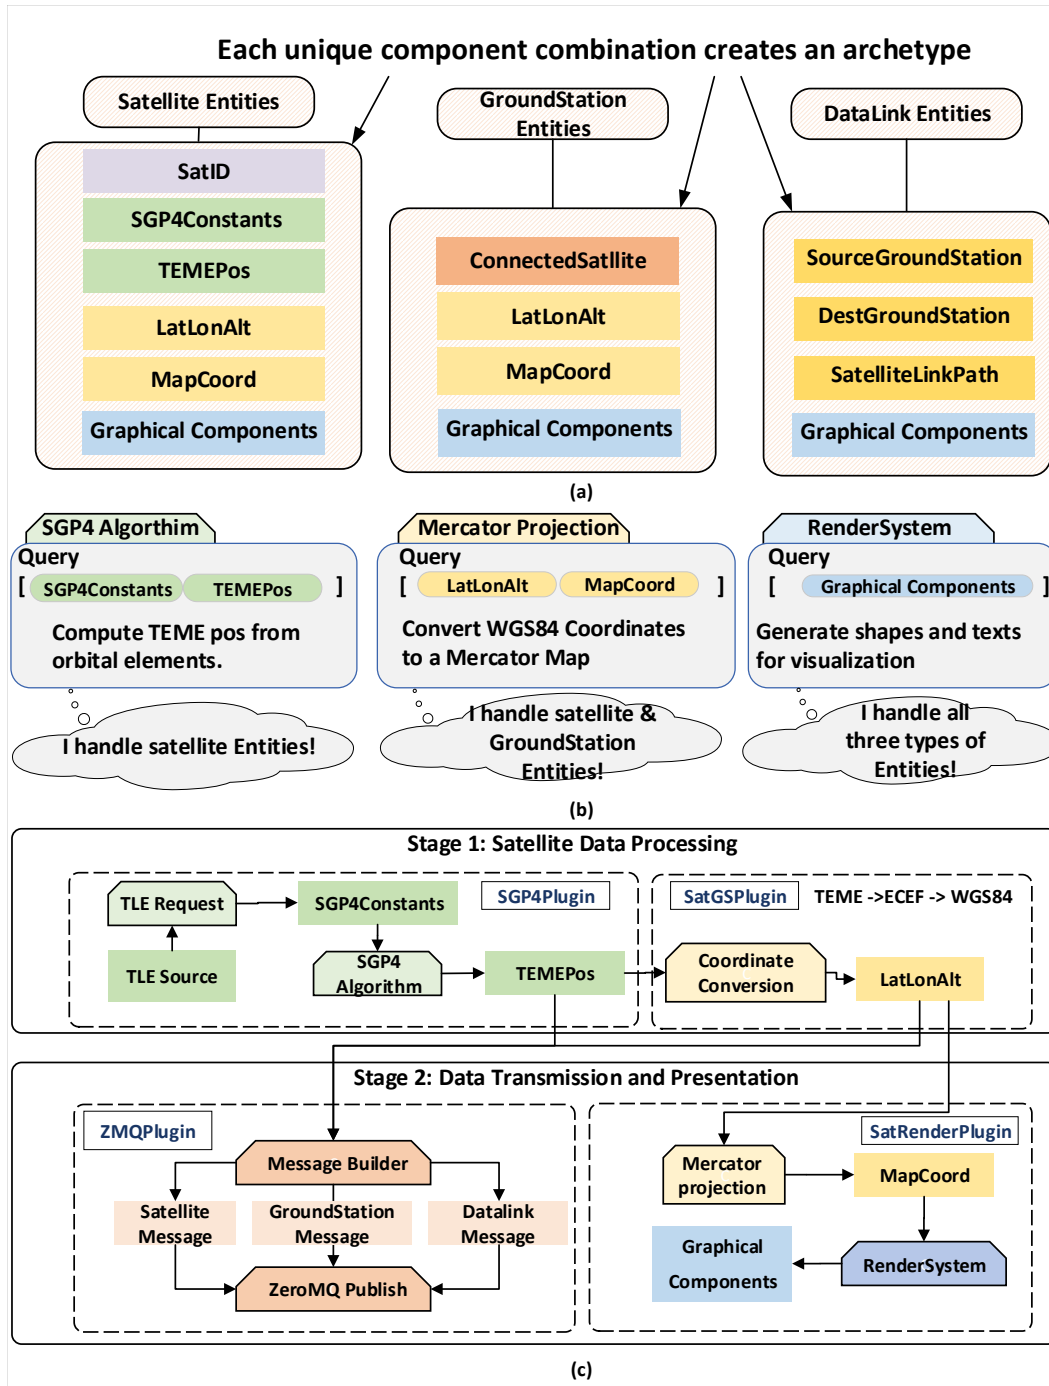 Each unique component combination creates an archetype
Satellite Entities
GroundStation
Entities
DataLink Entities
SatID
SGP4Constants
TEMEPos
LatLonAlt
MapCoord
Graphical Components
ConnectedSatllite
LatLonAlt
MapCoord
Graphical Components
SourceGroundStation
DestGroundStation
SatelliteLinkPath
Graphical Components
(a)
SGP4 Algorthim
Query
[ SGP4Constants TEMEPos ]
Compute TEME pos from
orbital elements.
I handle satellite Entities!
Mercator Projection
Query
[ LatLonAlt MapCoord ]
Convert WGS84 Coordinates
to a Mercator Map
I handle satellite &
GroundStation
Entities!
RenderSystem
Query
[ Graphical Components ]
Generate shapes and texts
for visualization
I handle all
three types of
Entities!
(b)
Stage 1: Satellite Data Processing
TLE Request
SGP4Constants
SGP4Plugin
TLE Source
SGP4
Algorithm
TEMEPos
SatGSPlugin
TEME ->ECEF -> WGS84
Coordinate
Conversion
LatLonAlt
Stage 2: Data Transmission and Presentation
ZMQPlugin
Message Builder
Satellite
Message
GroundStation
Message
Datalink
Message
ZeroMQ Publish
SatRenderPlugin
Mercator
projection
MapCoord
Graphical
Components
RenderSystem
(c)